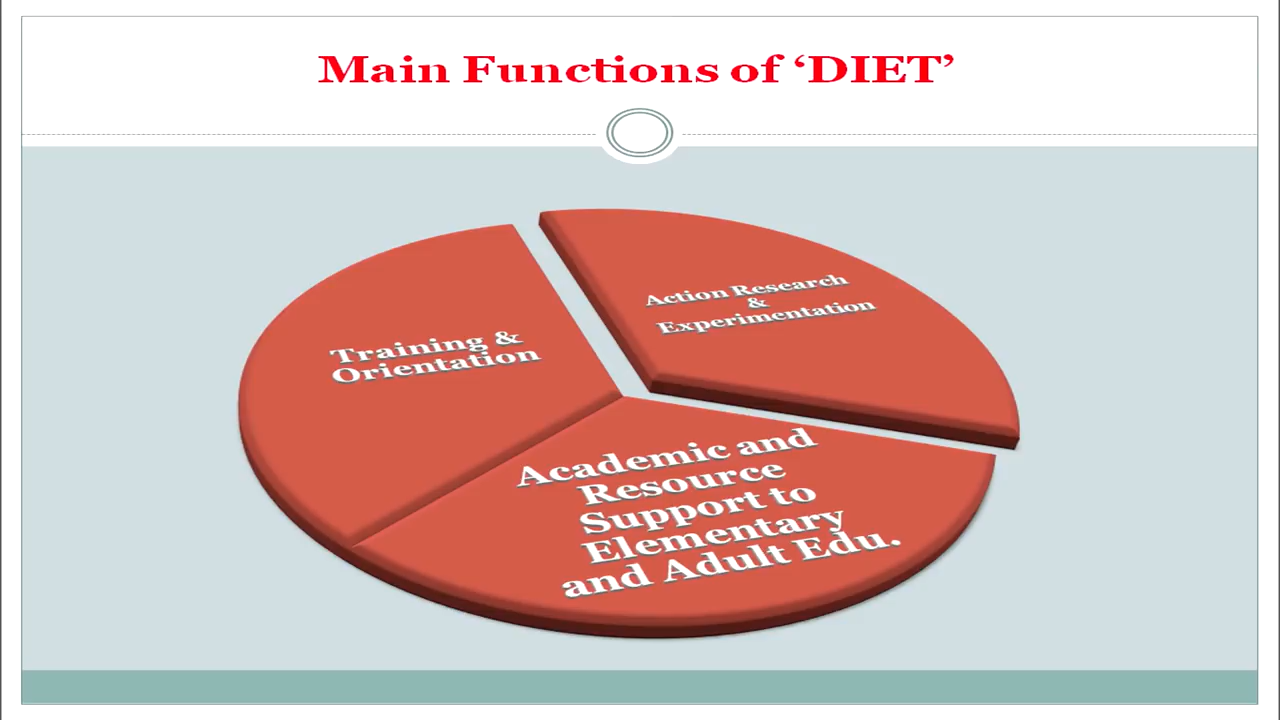 Main Functions of ‘DIET’
Action Research
&
Experimentation
Training &
Orientation
Academic and
Resource
Support to
Elementary
and Adult Edu.